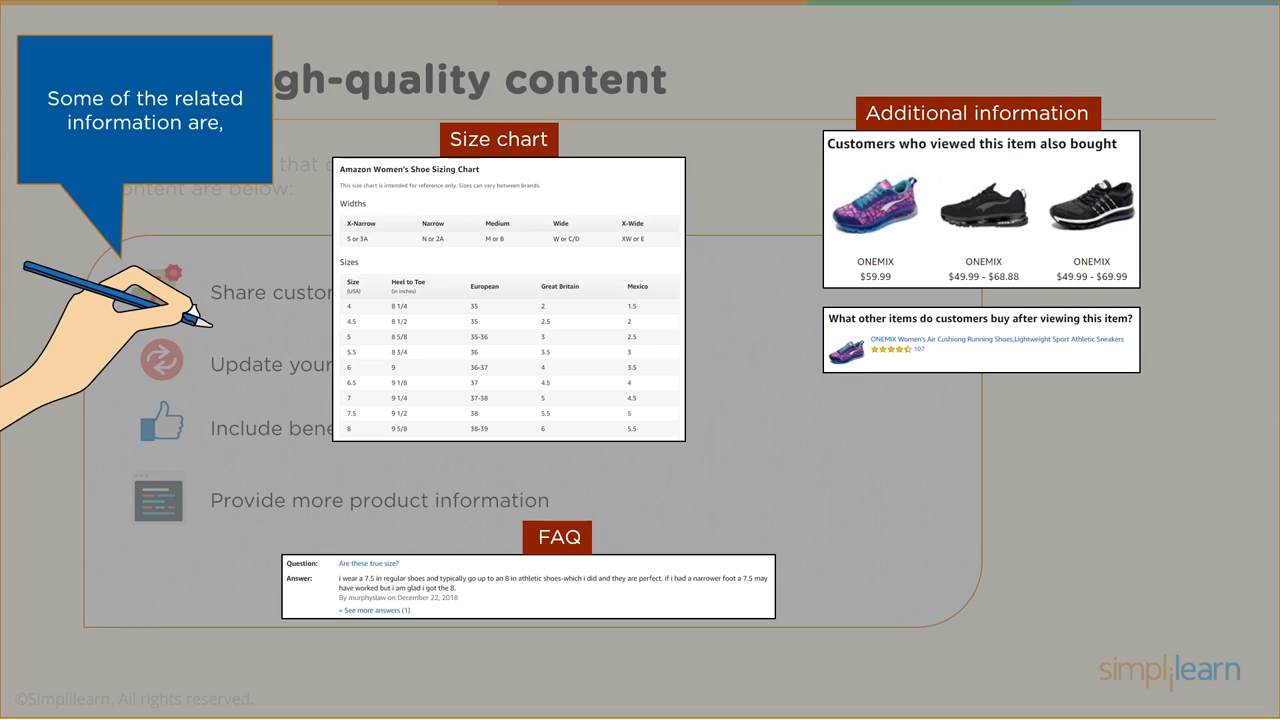 gh-quality content
Some of the related
information are,
that
ntent are below:
Share custo
Update your
Include bene
Provide more product information
Size chart
Amazon Women's Shoe Sizing Chart
This size chart is intended for reference only. Sizes can vary between brands.
Widths
X-Narrow Narrow Medium Wide X-Wide
S or 3A N or 2A M or B W or C/D XW or E
Sizes
Size (USA) Heel to Toe (in inches) European Great Britain Mexico
4 8 1/4 35 2 1.5
4.5 8 1/2 35 2.5 2
5 8 5/8 35-36 3 2.5
5.5 8 3/4 36 3.5 3
6 9 36-37 4 3.5
6.5 9 1/8 37 4.5 4
7 9 1/4 37-38 5 4.5
7.5 9 1/2 38 5.5 5
8 9 5/8 38-39 6 5.5
Additional information
Customers who viewed this item also bought
ONEMIX ONEMIX ONEMIX
$59.99 $49.99 - $68.88 $49.99 - $69.99
What other items do customers buy after viewing this item?
ONEMIX Women's Air Cushiong Running Shoes,Lightweight Sport Athletic Sneakers
107
FAQ
Question: Are these true size?
Answer: i wear a 7.5 in regular shoes and typically go up to an 8 in athletic shoes-which i did and they are perfect. if i had a narrower foot a 7.5 may
have worked but i am glad i got the 8.
By murphyslaw on December 22, 2018
See more answers (1)
simplilearn
©Simplilearn. All rights reserved.